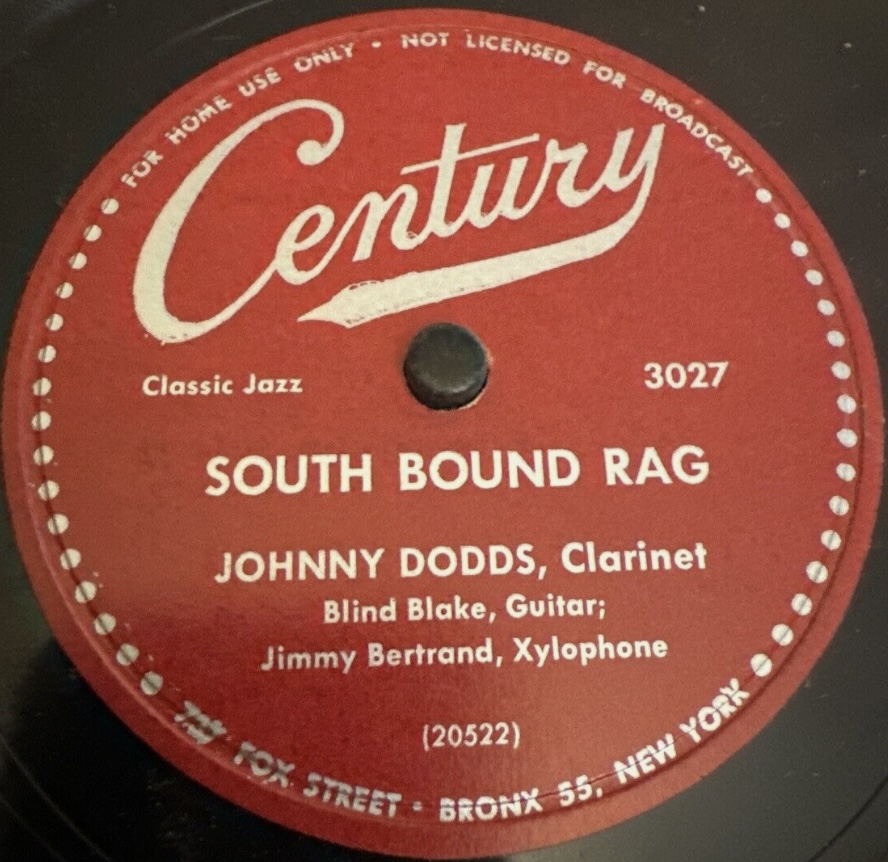 FOR HOME USE ONLY • NOT LICENSED FOR BROADCAST
Century
Classic Jazz
3027
SOUTH BOUND RAG
JOHNNY DODDS, Clarinet
Blind Blake, Guitar;
Jimmy Bertrand, Xylophone
(20522)
FOX STREET • BRONX 55, NEW YORK